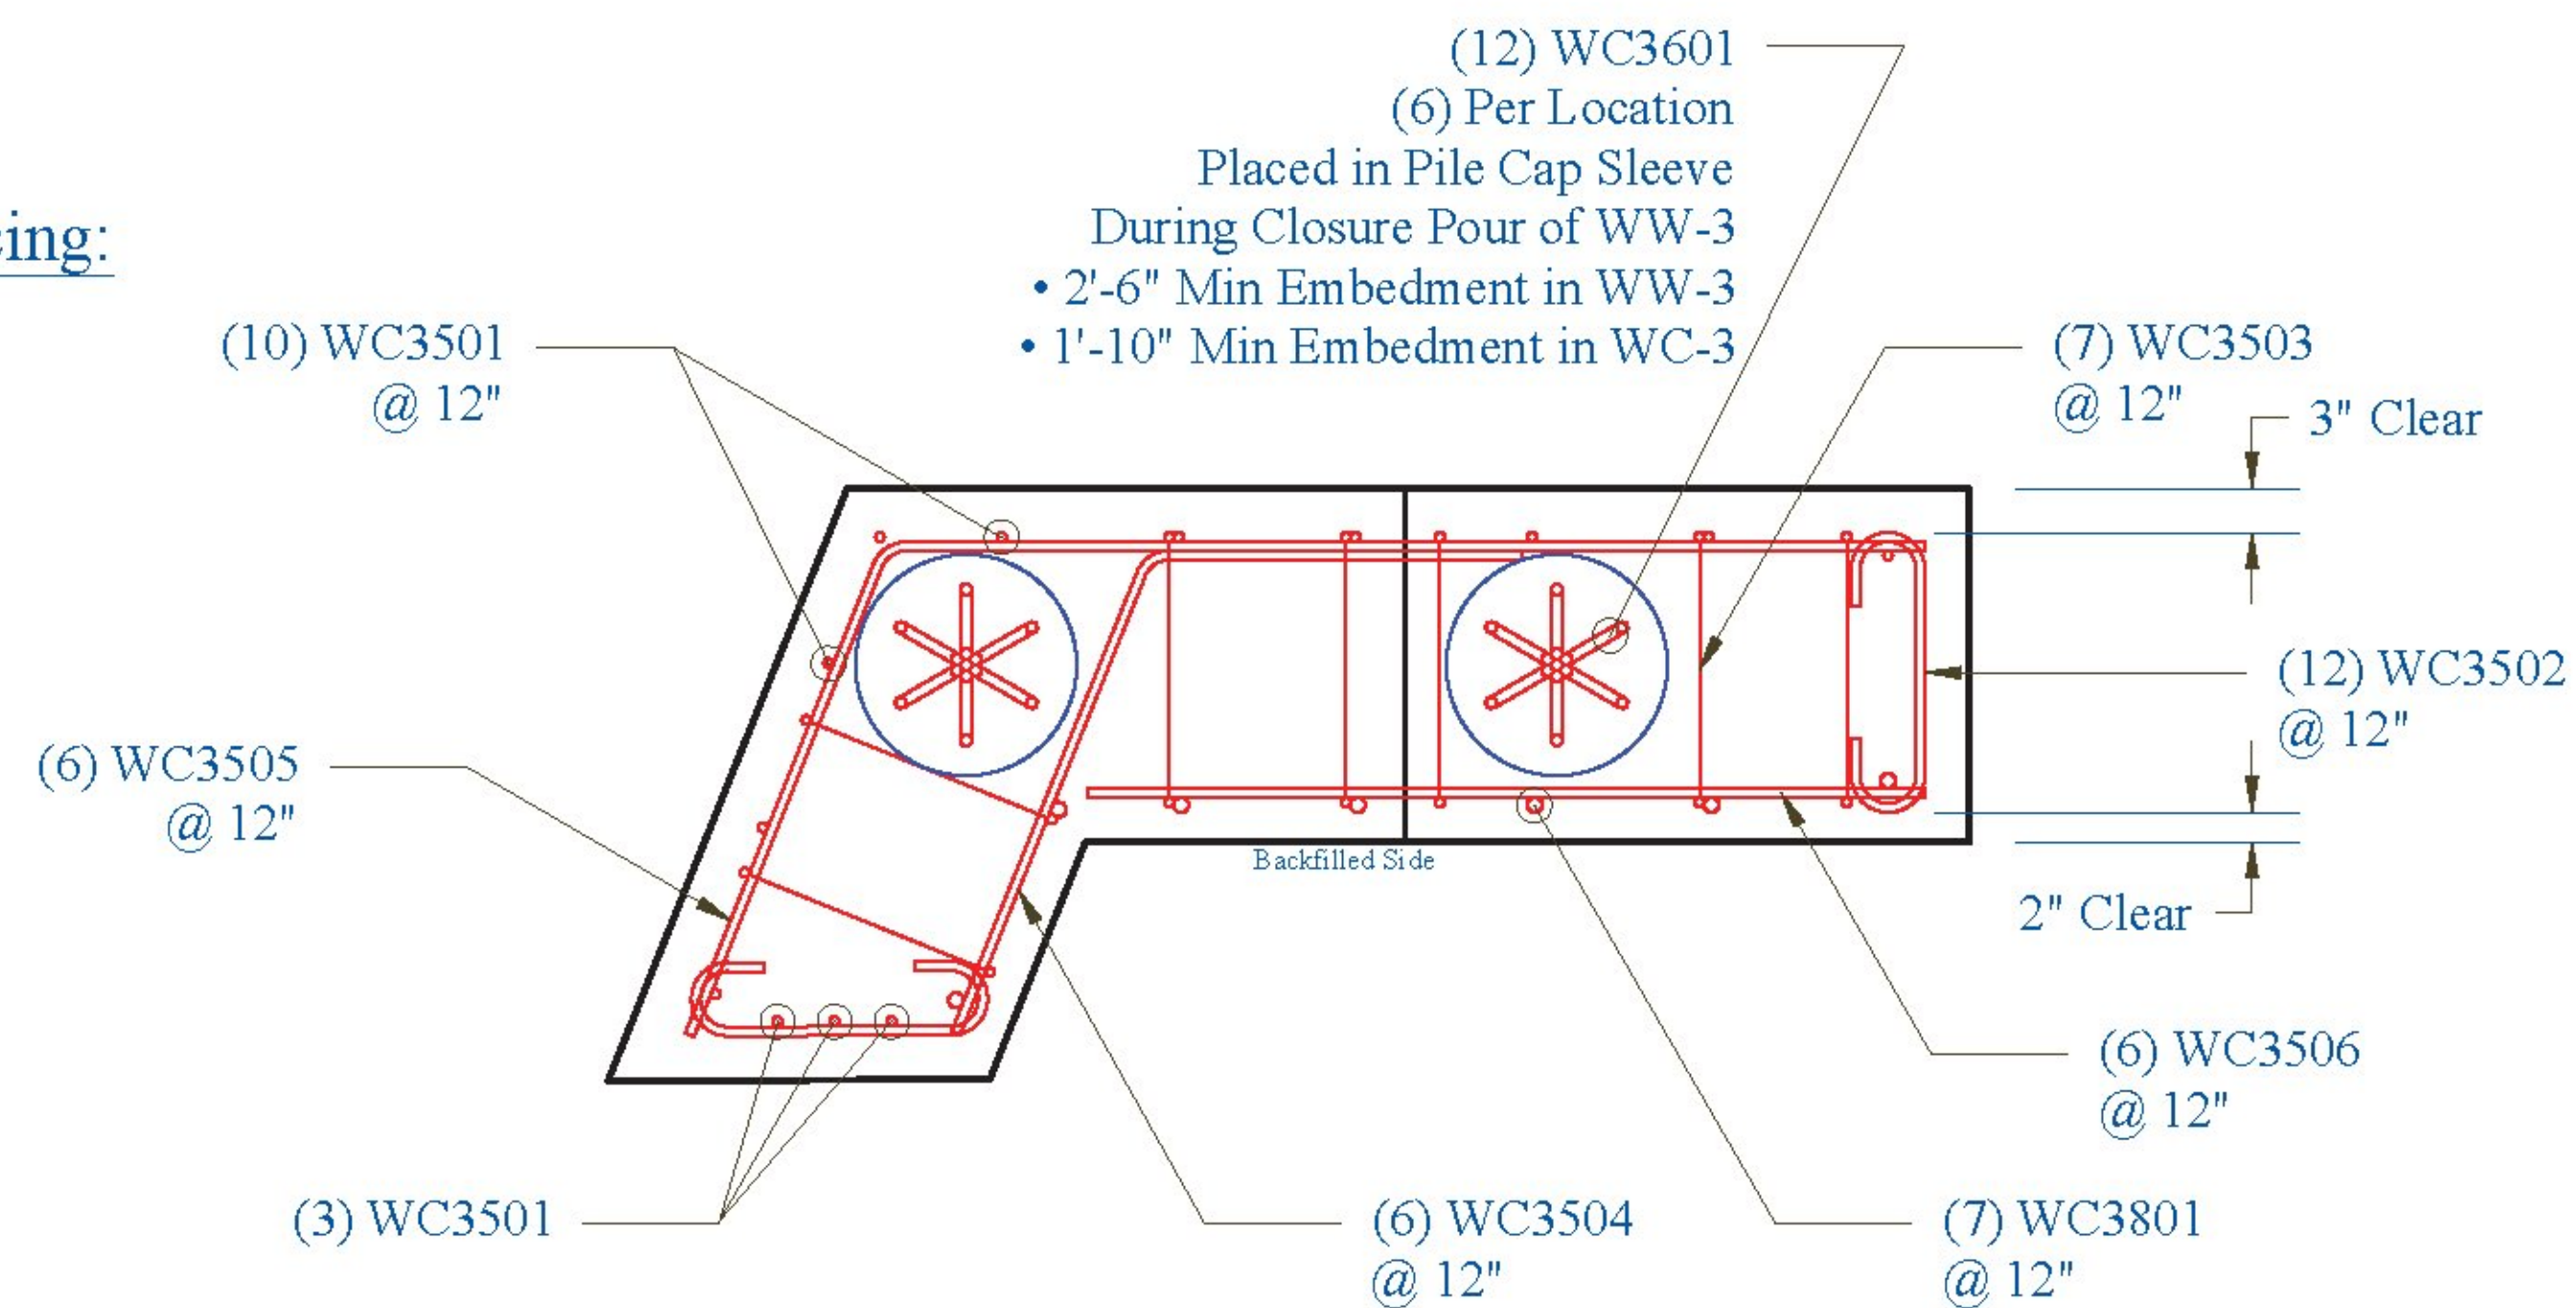 (12) WC3601
(6) Per Location
Placed in Pile Cap Sleeve
During Closure Pour of WW-3
• 2'-6" Min Embedment in WW-3
• 1'-10" Min Embedment in WC-3
cing:
(10) WC3501
@ 12"
(7) WC3503
@ 12"
3" Clear
(12) WC3502
@ 12"
(6) WC3505
@ 12"
Backfilled Side
2" Clear
(6) WC3506
@ 12"
(3) WC3501
(6) WC3504
@ 12"
(7) WC3801
@ 12"